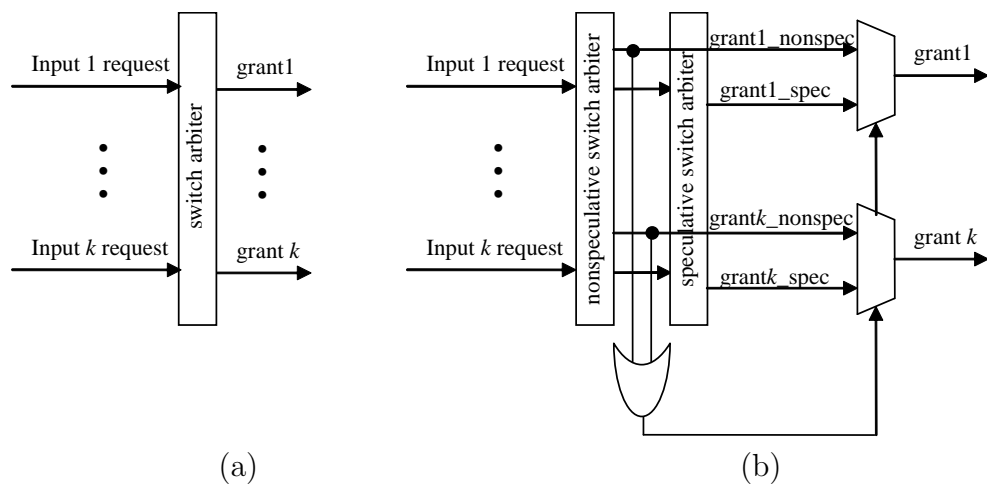 Input 1 request
grant1
switch arbiter
Input k request
grant k
(a)
Input 1 request
nonspeculative switch arbiter
speculative switch arbiter
grant1_nonspec
grant1_spec
grant1
Input k request
grantk_nonspec
grantk_spec
grant k
(b)